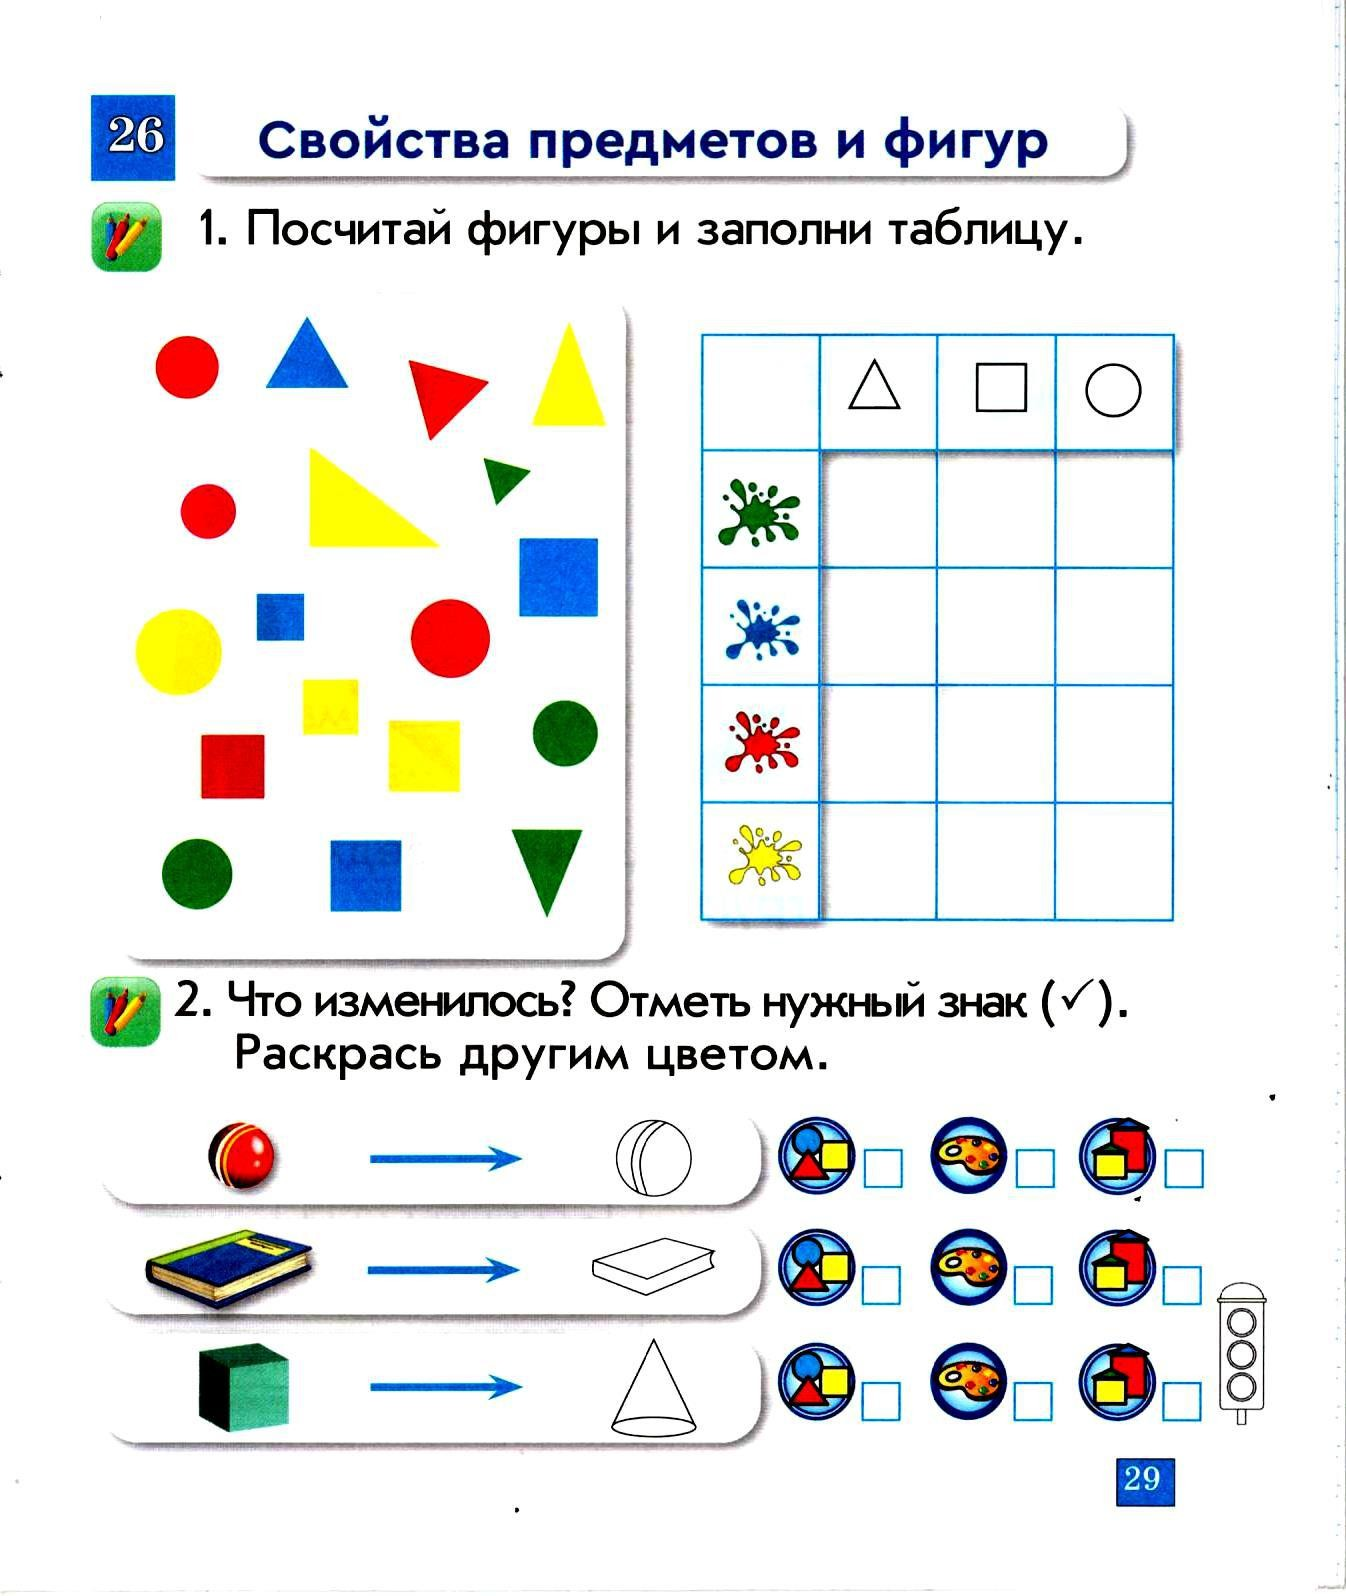 26
Свойства предметов и фигур
1. Посчитай фигуры и заполни таблицу.
2. Что изменилось? Отметь нужный знак (✓).
Раскрась другим цветом.
29